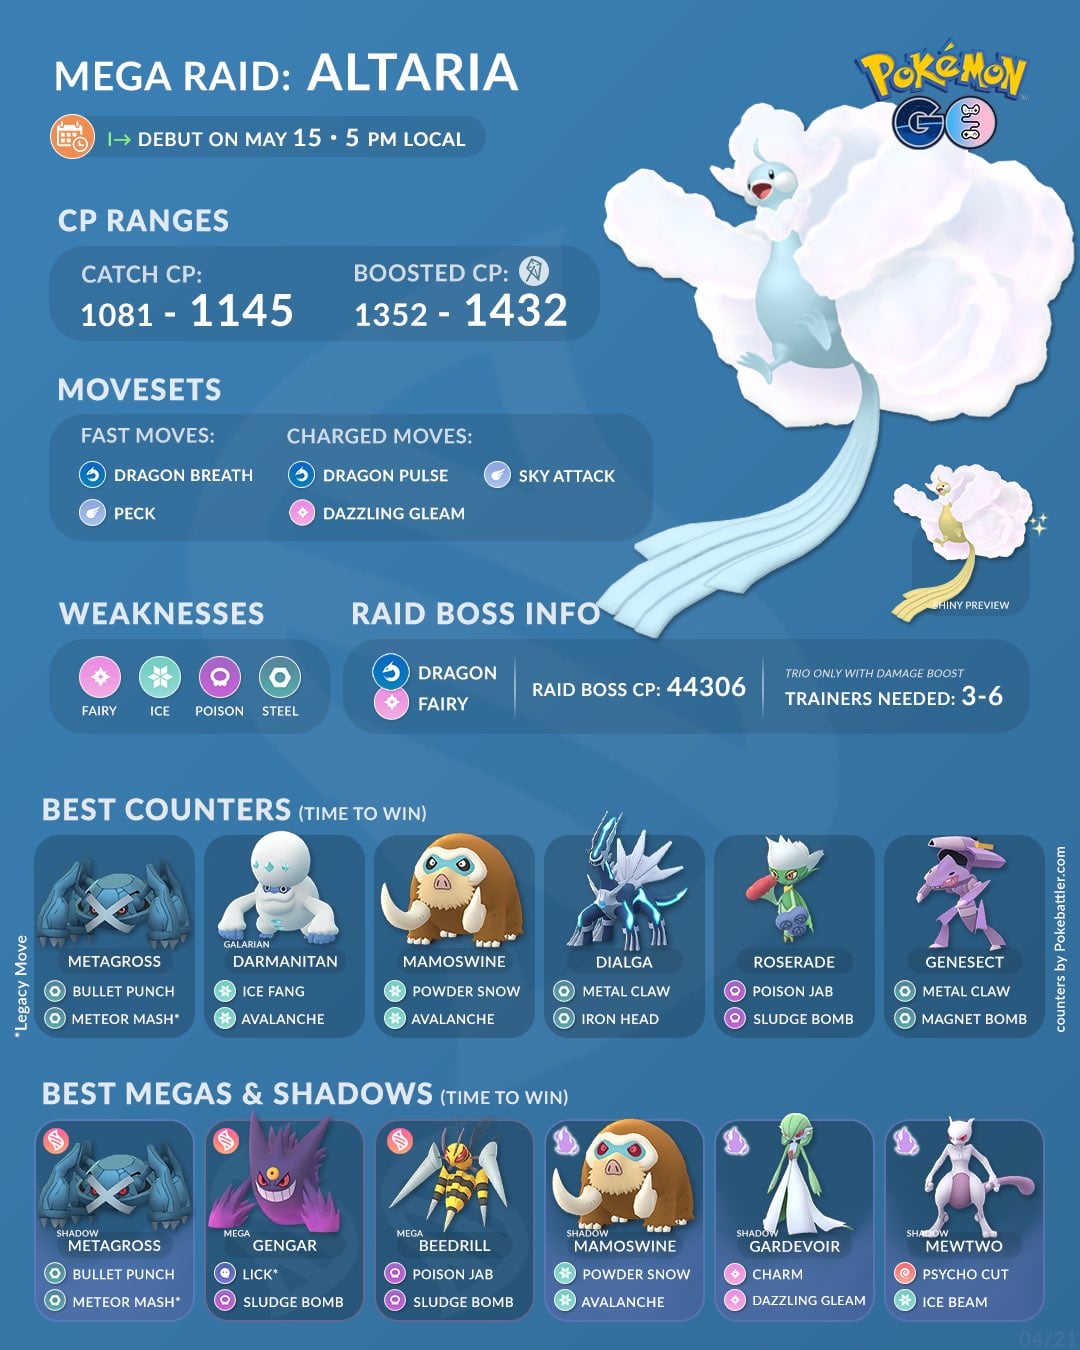 MEGA RAID: ALTARIA
POKéMON
GO
DEBUT ON MAY 15 • 5 PM LOCAL
CP RANGES
CATCH CP:
1081 - 1145
BOOSTED CP:
1352 - 1432
MOVESETS
FAST MOVES:
DRAGON BREATH
PECK
CHARGED MOVES:
DRAGON PULSE
SKY ATTACK
DAZZLING GLEAM
SHINY PREVIEW
WEAKNESSES
FAIRY
ICE
POISON
STEEL
RAID BOSS INFO
DRAGON
FAIRY
RAID BOSS CP: 44306
TRIO ONLY WITH DAMAGE BOOST
TRAINERS NEEDED: 3-6
BEST COUNTERS (TIME TO WIN)
*Legacy Move
METAGROSS
BULLET PUNCH
METEOR MASH*
GALARIAN
DARMANITAN
ICE FANG
AVALANCHE
MAMOSWINE
POWDER SNOW
AVALANCHE
DIALGA
METAL CLAW
IRON HEAD
ROSERADE
POISON JAB
SLUDGE BOMB
GENESECT
METAL CLAW
MAGNET BOMB
counters by Pokebattler.com
BEST MEGAS & SHADOWS (TIME TO WIN)
SHADOW
METAGROSS
BULLET PUNCH
METEOR MASH*
MEGA
GENGAR
LICK*
SLUDGE BOMB
MEGA
BEEDRILL
POISON JAB
SLUDGE BOMB
SHADOW
MAMOSWINE
POWDER SNOW
AVALANCHE
SHADOW
GARDEVOIR
CHARM
DAZZLING GLEAM
SHADOW
MEWTWO
PSYCHO CUT
ICE BEAM
04/21